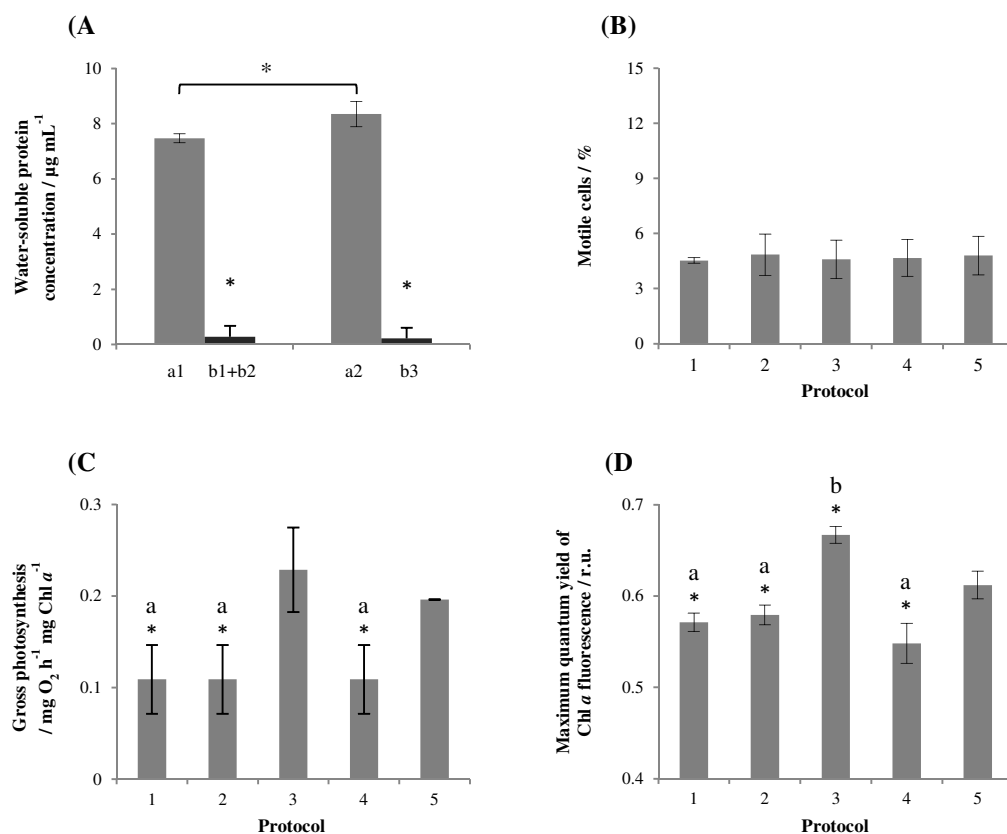 (A
Water-soluble protein
concentration / µg mL⁻¹
10
8
6
4
2
0
*
*
*
a1 b1+b2 a2 b3
(B)
Motile cells / %
15
12
9
6
3
0
1 2 3 4 5
Protocol
(C
Gross photosynthesis
/ mg O₂ h⁻¹ mg Chl a⁻¹
0.3
0.2
0.1
0
a a a
* * *
1 2 3 4 5
Protocol
(D)
Maximum quantum yield of
Chl a fluorescence / r.u.
0.7
0.6
0.5
0.4
a a b a
* * * *
1 2 3 4 5
Protocol